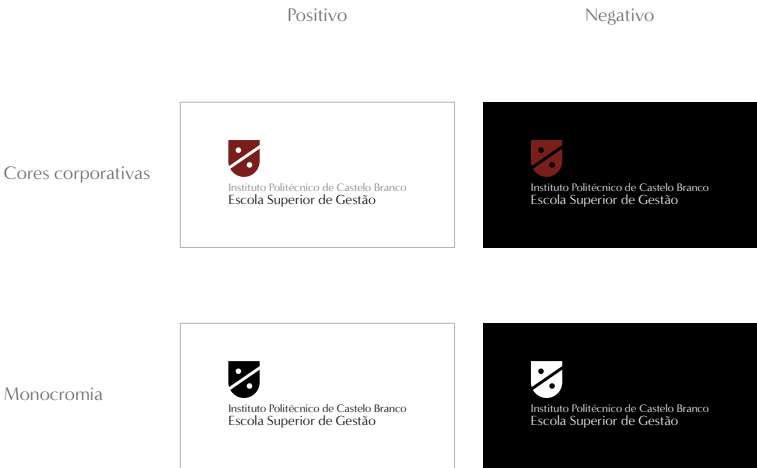 Positivo
Negativo
Cores corporativas
Instituto Politécnico de Castelo Branco
Escola Superior de Gestão
Instituto Politécnico de Castelo Branco
Escola Superior de Gestão
Monocromia
Instituto Politécnico de Castelo Branco
Escola Superior de Gestão
Instituto Politécnico de Castelo Branco
Escola Superior de Gestão